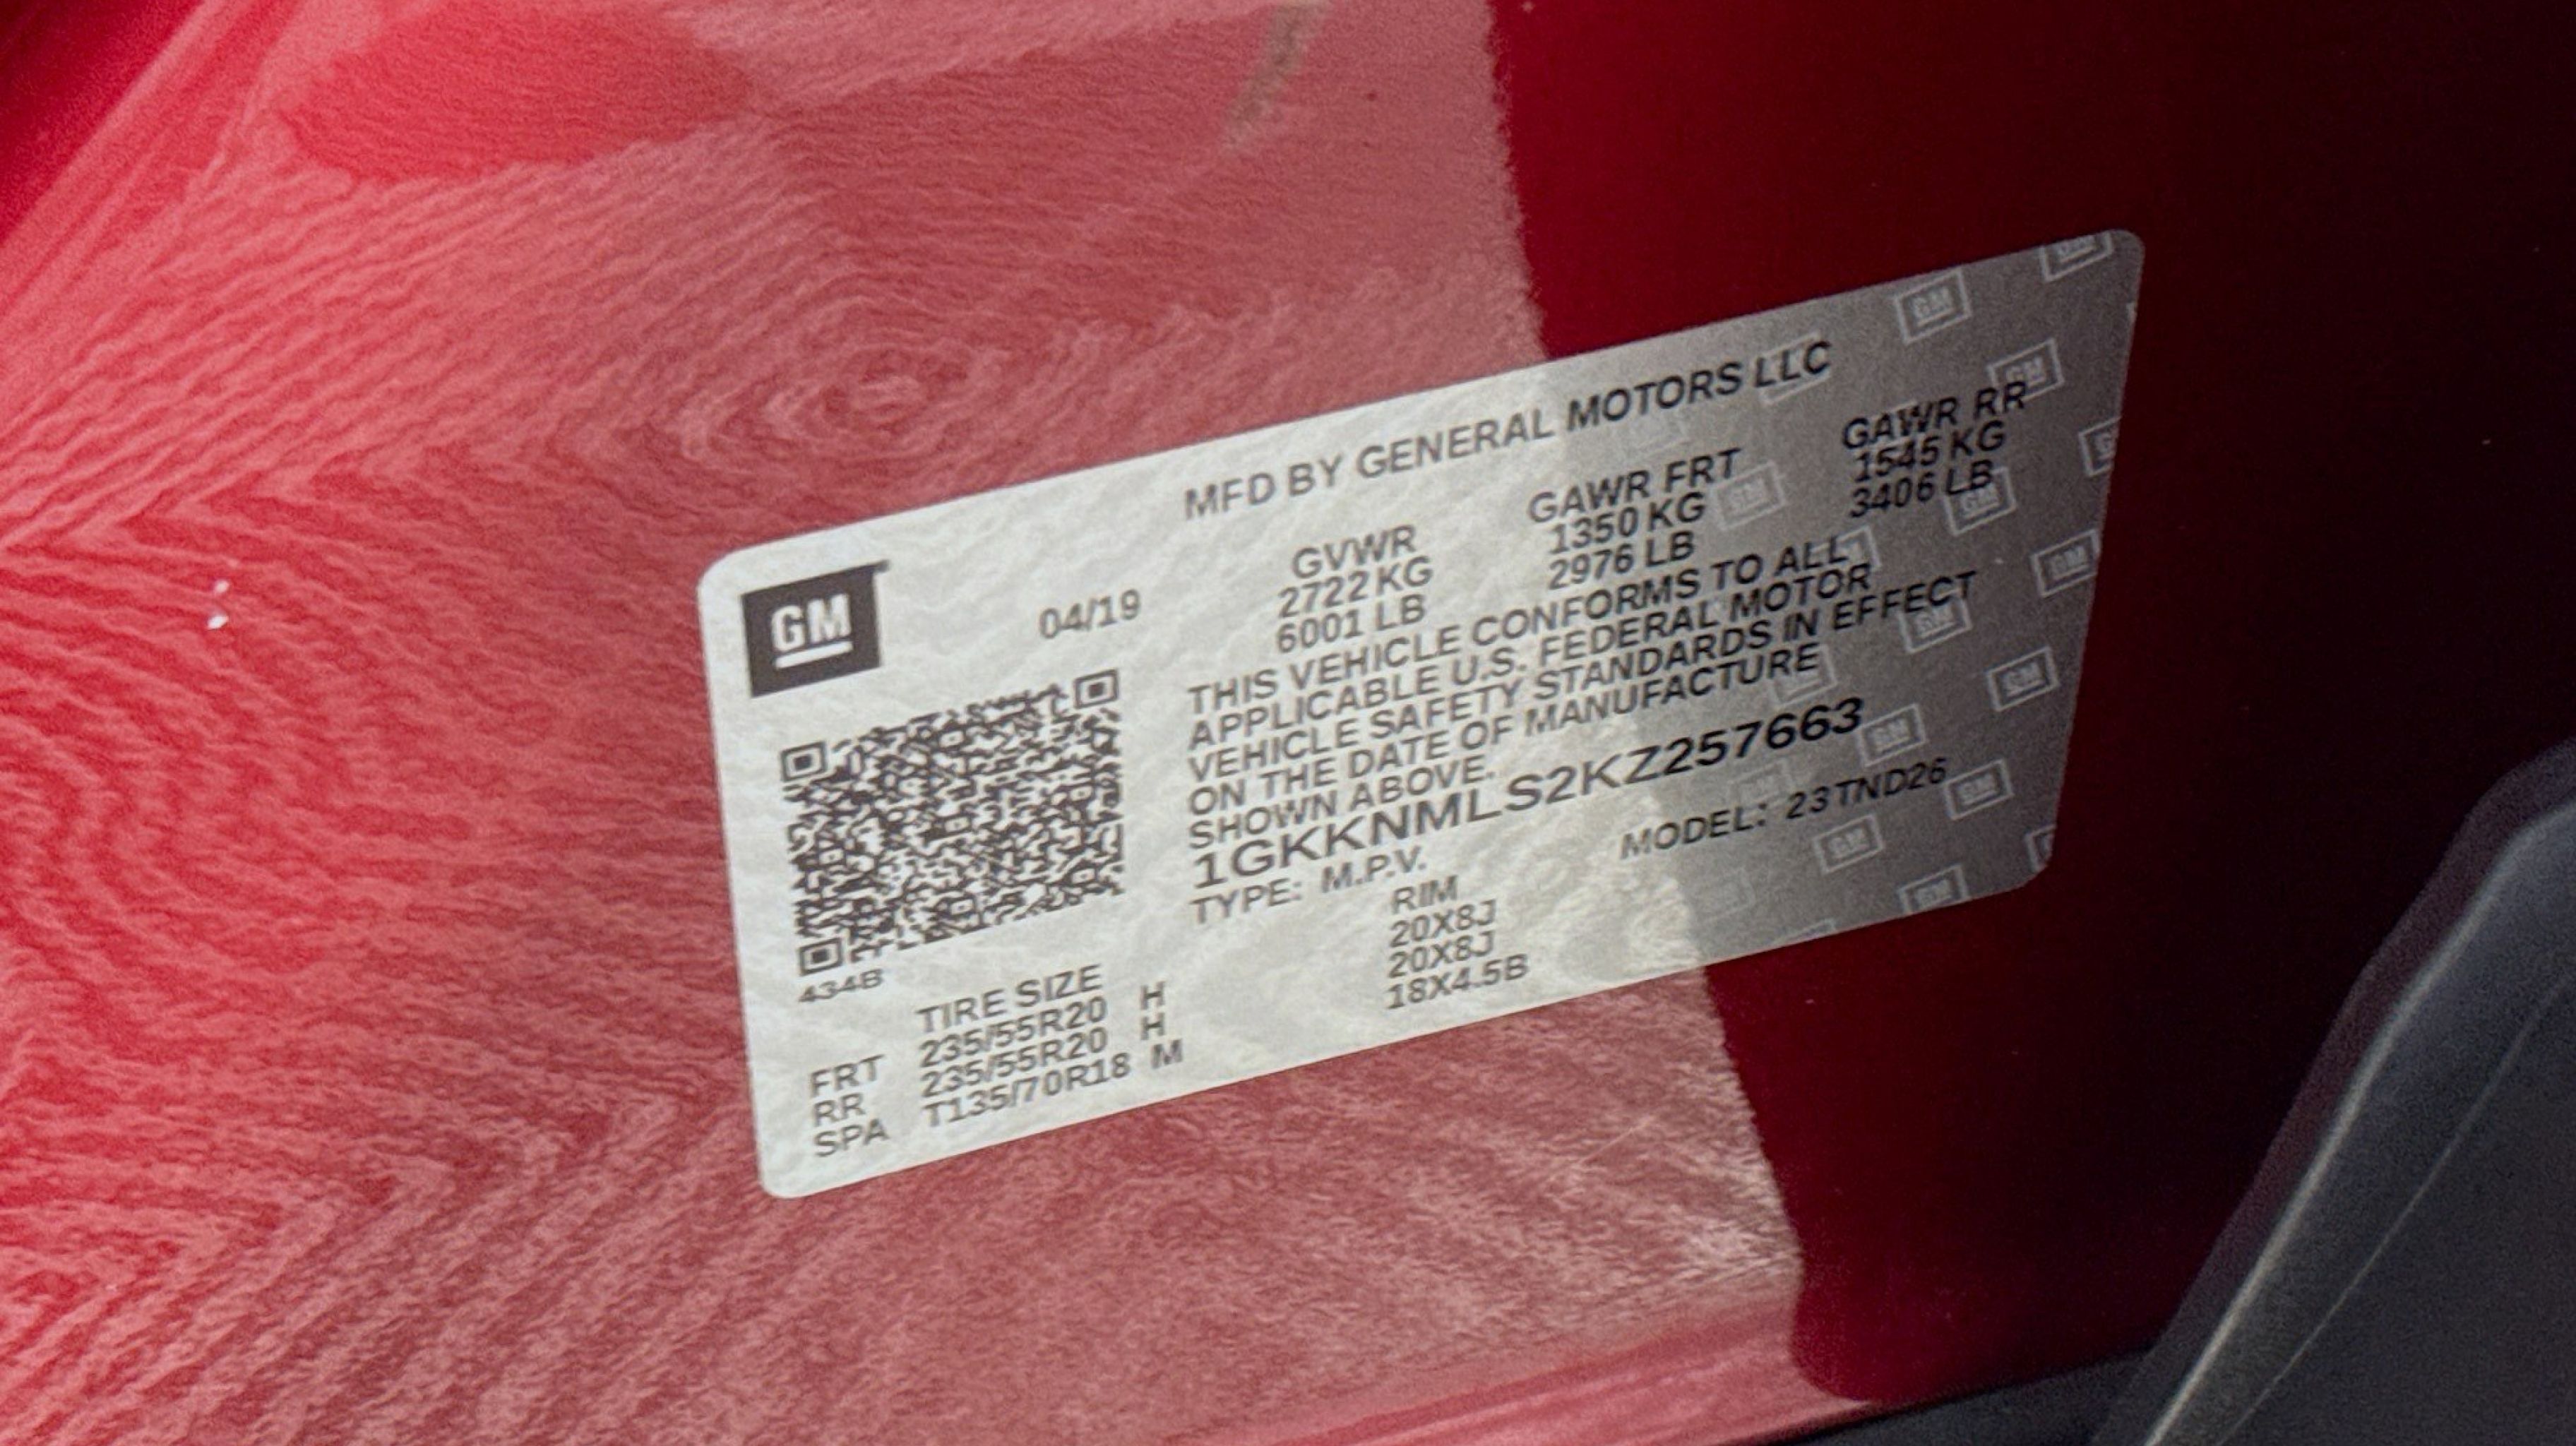 MFD BY GENERAL MOTORS LLC
GM
04/19
GVWR GAWR FRT GAWR RR
2722 KG 1350 KG 1545 KG
6001 LB 2976 LB 3406 LB
THIS VEHICLE CONFORMS TO ALL
APPLICABLE U.S. FEDERAL MOTOR
VEHICLE SAFETY STANDARDS IN EFFECT
ON THE DATE OF MANUFACTURE
SHOWN ABOVE.
1GKKNMLS2KZ257663
TYPE: M.P.V. MODEL: 23TND26
434B
TIRE SIZE RIM
FRT 235/55R20 H 20X8J
RR 235/55R20 H 20X8J
SPA T135/70R18 M 18X4.5B